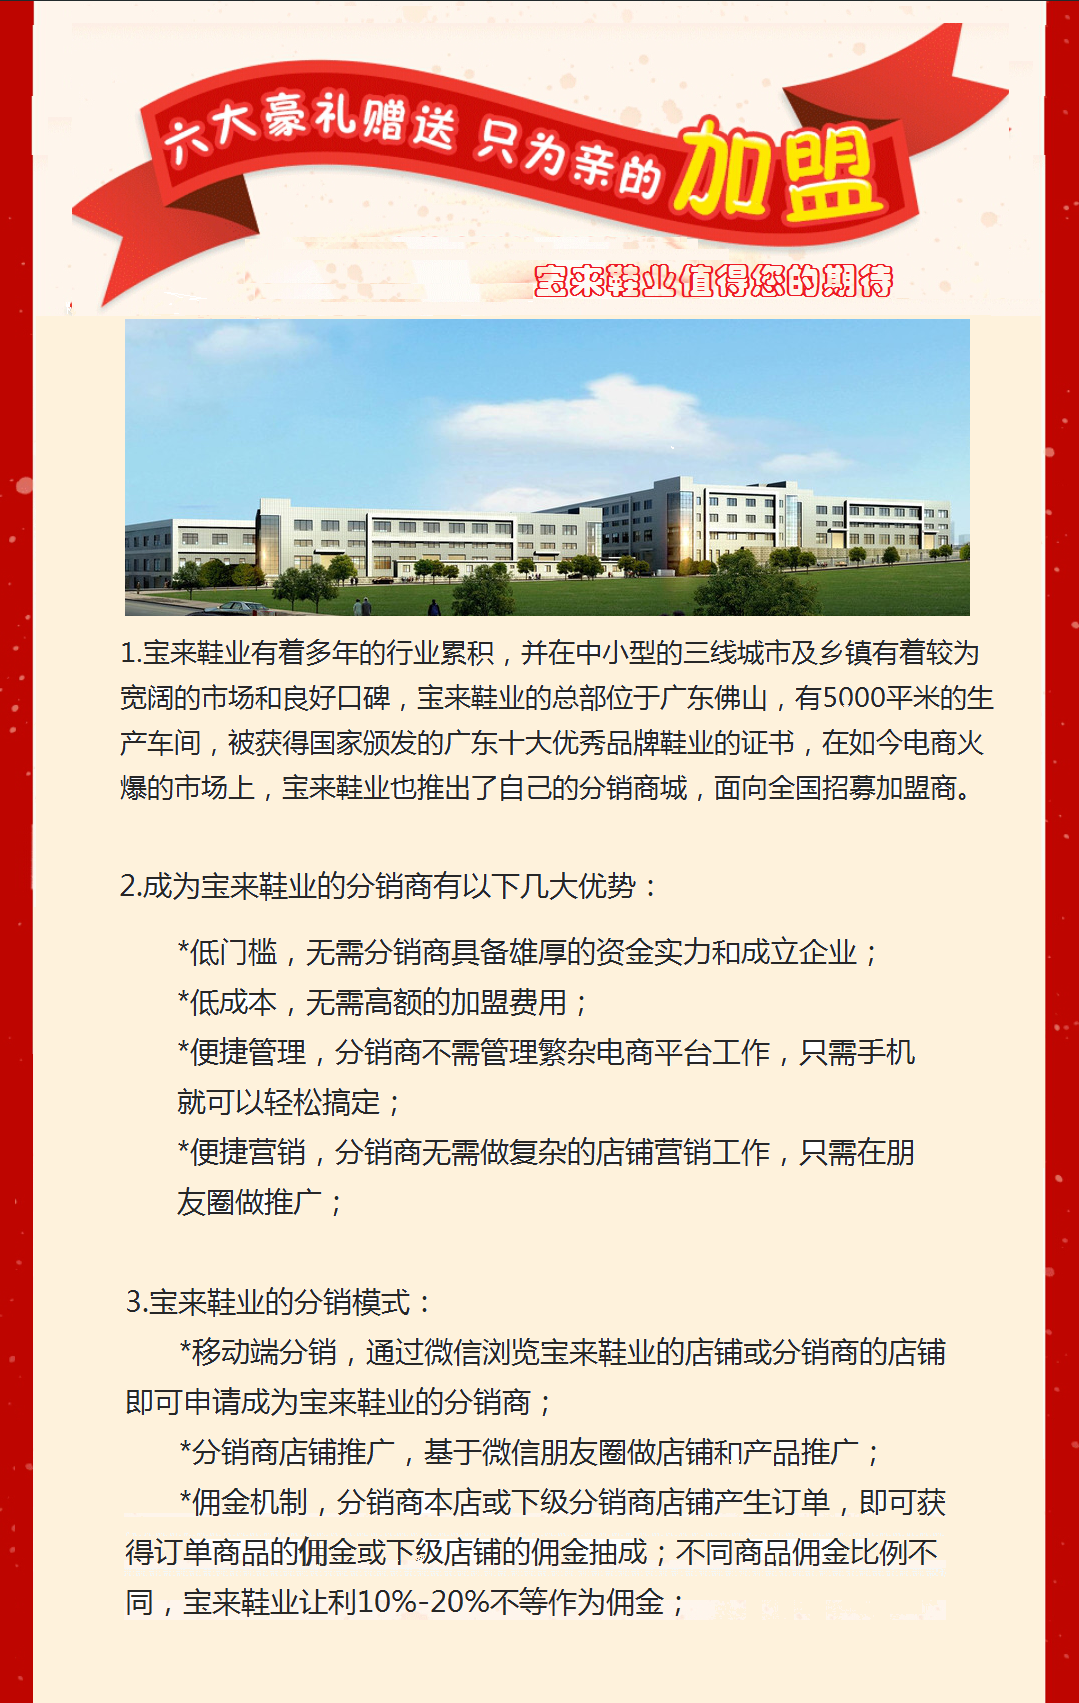 六大豪礼赠送 只为亲的加盟
宝来鞋业值得您的期待
1.宝来鞋业有着多年的行业累积，并在中小型的三线城市及乡镇有着较为
宽阔的市场和良好口碑，宝来鞋业的总部位于广东佛山，有5000平米的生
产车间，被获得国家颁发的广东十大优秀品牌鞋业的证书，在如今电商火
爆的市场上，宝来鞋业也推出了自己的分销商城，面向全国招募加盟商。
2.成为宝来鞋业的分销商有以下几大优势：
*低门槛，无需分销商具备雄厚的资金实力和成立企业；
*低成本，无需高额的加盟费用；
*便捷管理，分销商不需管理繁杂电商平台工作，只需手机
就可以轻松搞定；
*便捷营销，分销商无需做复杂的店铺营销工作，只需在朋
友圈做推广；
3.宝来鞋业的分销模式：
*移动端分销，通过微信浏览宝来鞋业的店铺或分销商的店铺
即可申请成为宝来鞋业的分销商；
*分销商店铺推广，基于微信朋友圈做店铺和产品推广；
*佣金机制，分销商本店或下级分销商店铺产生订单，即可获
得订单商品的佣金或下级店铺的佣金抽成；不同商品佣金比例不
同，宝来鞋业让利10%-20%不等作为佣金；